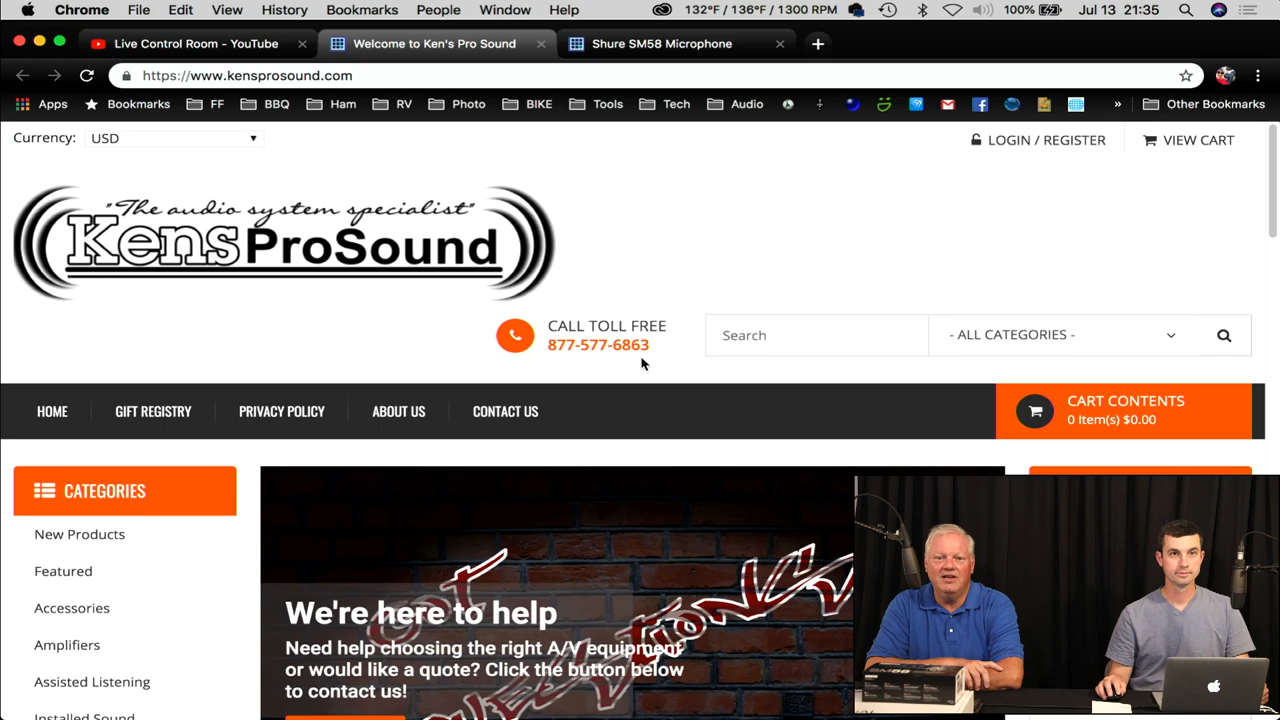 Chrome File Edit View History Bookmarks People Window Help 132°F / 136°F / 1300 RPM 100% Jul 13 21:35
Live Control Room - YouTube Welcome to Ken's Pro Sound Shure SM58 Microphone
https://www.kensprosound.com
Apps Bookmarks FF BBQ Ham RV Photo BIKE Tools Tech Audio » Other Bookmarks
Currency: USD LOGIN / REGISTER VIEW CART
"The audio system specialist"
KensProSound
CALL TOLL FREE
877-577-6863
Search - ALL CATEGORIES -
HOME GIFT REGISTRY PRIVACY POLICY ABOUT US CONTACT US
CART CONTENTS
0 Item(s) $0.00
CATEGORIES
New Products
Featured
Accessories
Amplifiers
Assisted Listening
Installed Sound
We're here to help
Need help choosing the right A/V equipment
or would like a quote? Click the button below
to contact us!
SM58